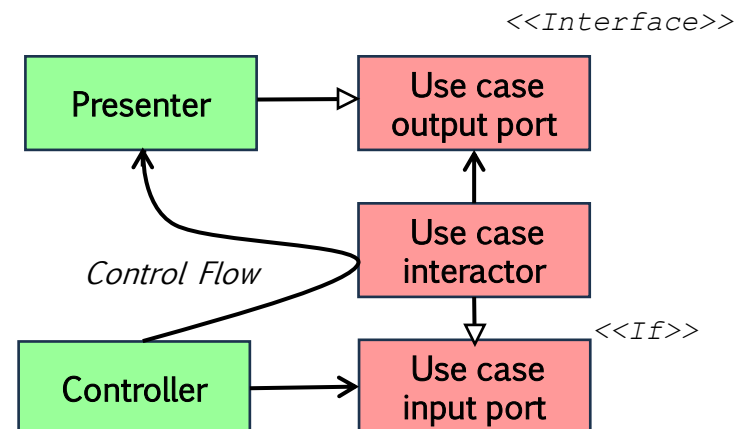 <<Interface>>
Presenter
Use case
output port
Use case
interactor
Control Flow
<<If>>
Controller
Use case
input port